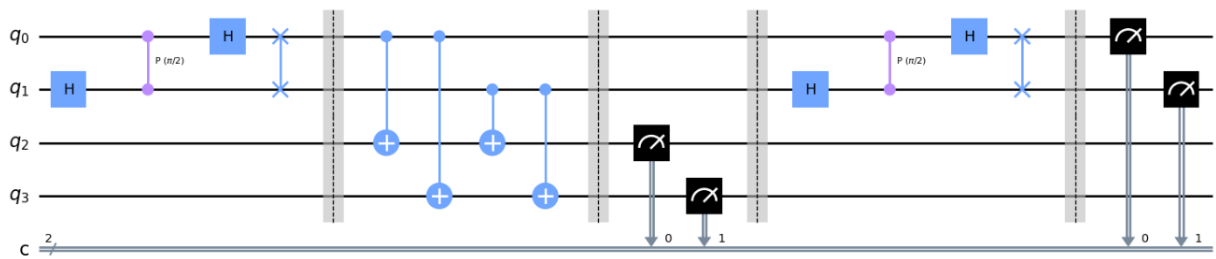 q0 H P (π/2) H P (π/2) H
q1 H H
q2
q3
c 2 0 1 0 1